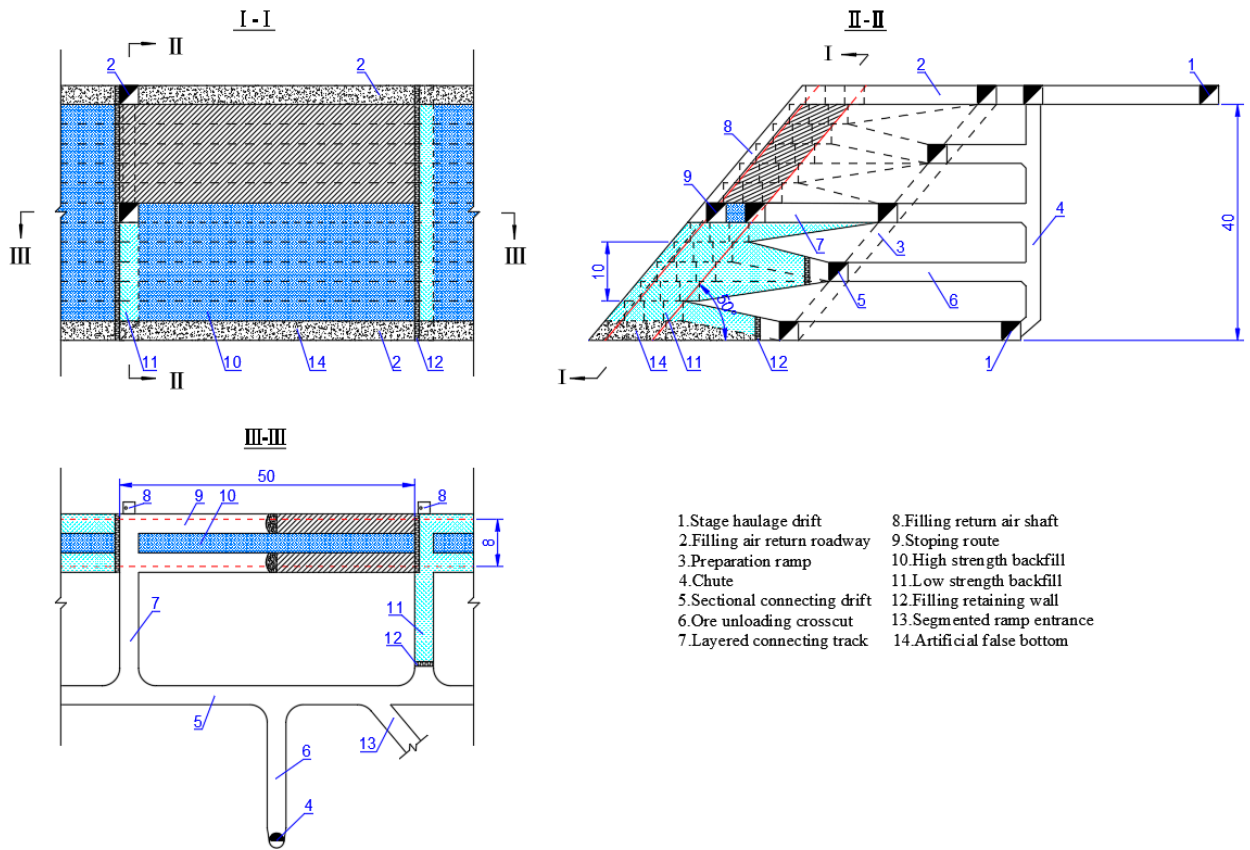 I-I
II
2
2
11
10
14
2
12
II
III
III
II-II
I
2
1
8
9
4
40
7
3
10
5
6
50°
14
11
12
1
I
III-III
50
8
9
10
8
8
7
11
12
5
13
6
4
1.Stage haulage drift
2.Filling air return roadway
3.Preparation ramp
4.Chute
5.Sectional connecting drift
6.Ore unloading crosscut
7.Layered connecting track
8.Filling return air shaft
9.Stoping route
10.High strength backfill
11.Low strength backfill
12.Filling retaining wall
13.Segmented ramp entrance
14.Artificial false bottom